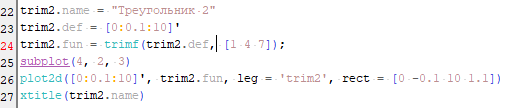 22 trim2.name = "Треугольник 2"
23 trim2.def = [0:0.1:10]'
24 trim2.fun = trimf(trim2.def, [1 4 7]);
25 subplot(4, 2, 3)
26 plot2d([0:0.1:10]', trim2.fun, leg = 'trim2', rect = [0 -0.1 10 1.1])
27 xtitle(trim2.name)